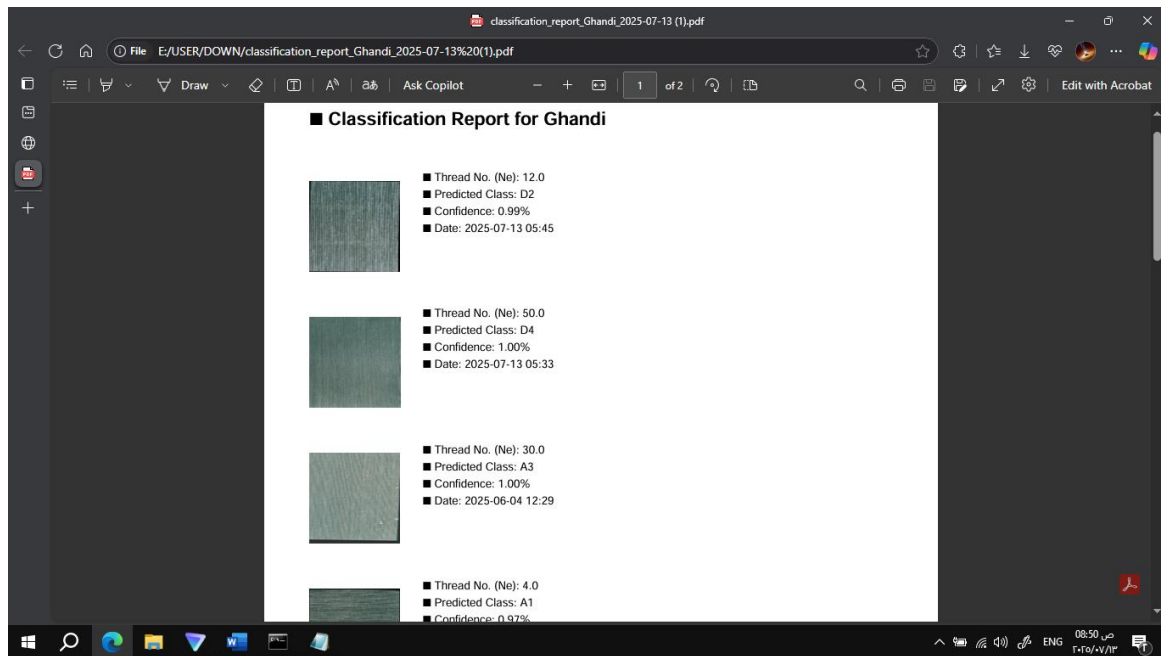 classification_report_Ghandi_2025-07-13 (1).pdf
File E:/USER/DOWN/classification_report_Ghandi_2025-07-13%20(1).pdf
Draw Ask Copilot 1 of 2 Edit with Acrobat
Classification Report for Ghandi
Thread No. (Ne): 12.0
Predicted Class: D2
Confidence: 0.99%
Date: 2025-07-13 05:45
Thread No. (Ne): 50.0
Predicted Class: D4
Confidence: 1.00%
Date: 2025-07-13 05:33
Thread No. (Ne): 30.0
Predicted Class: A3
Confidence: 1.00%
Date: 2025-06-04 12:29
Thread No. (Ne): 4.0
Predicted Class: A1
Confidence: 0.97%
ENG
08:50 ص
٢٠٢٥/٠٧/١٣